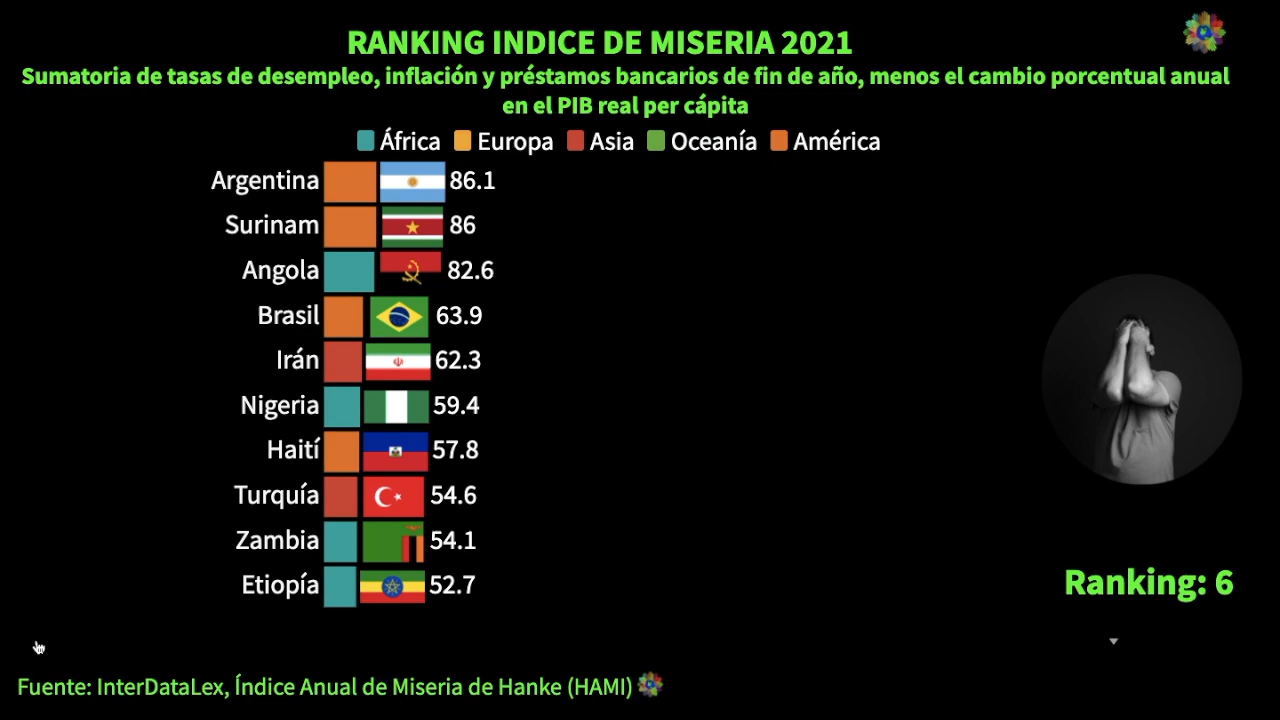 RANKING INDICE DE MISERIA 2021
Sumatoria de tasas de desempleo, inflación y préstamos bancarios de fin de año, menos el cambio porcentual anual
en el PIB real per cápita
África Europa Asia Oceanía América
Argentina 86.1
Surinam 86
Angola 82.6
Brasil 63.9
Irán 62.3
Nigeria 59.4
Haití 57.8
Turquía 54.6
Zambia 54.1
Etiopía 52.7
Ranking: 6
Fuente: InterDataLex, Índice Anual de Miseria de Hanke (HAMI)